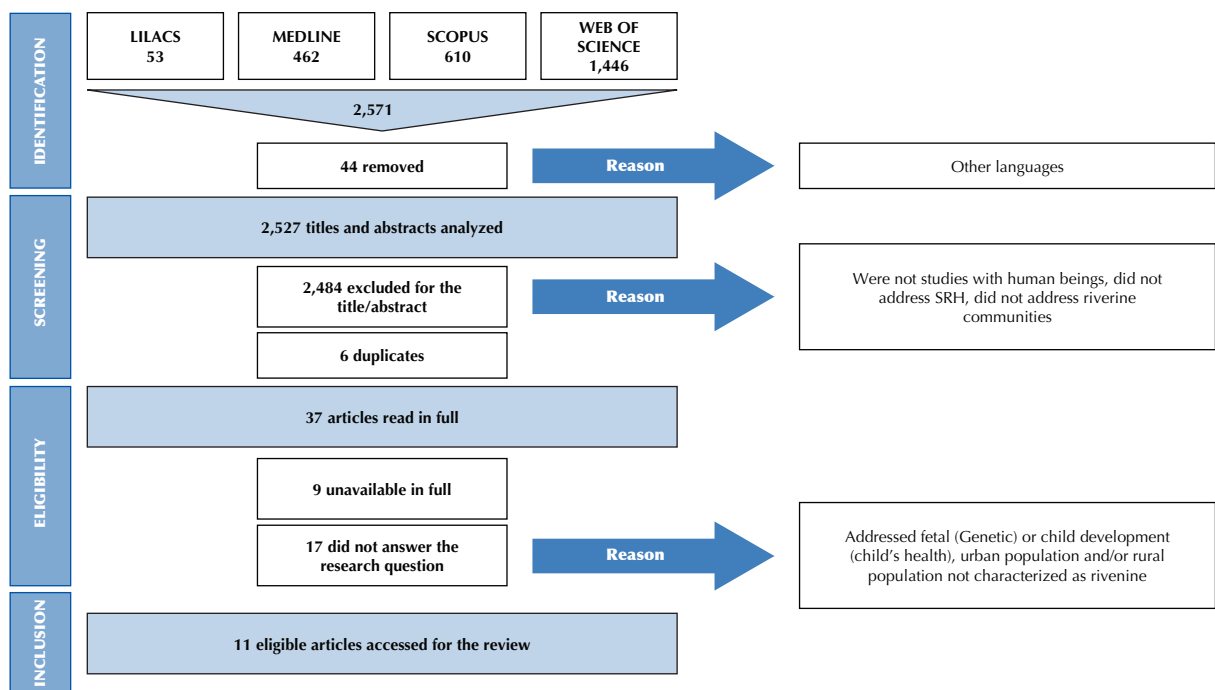 IDENTIFICATION
LILACS
53
MEDLINE
462
SCOPUS
610
WEB OF
SCIENCE
1,446
2,571
44 removed
Reason
Other languages
SCREENING
2,527 titles and abstracts analyzed
2,484 excluded for the
title/abstract
Reason
Were not studies with human beings, did not
address SRH, did not address riverine
communities
6 duplicates
ELIGIBILITY
37 articles read in full
9 unavailable in full
17 did not answer the
research question
Reason
Addressed fetal (Genetic) or child development
(child's health), urban population and/or rural
population not characterized as rivenine
INCLUSION
11 eligible articles accessed for the review